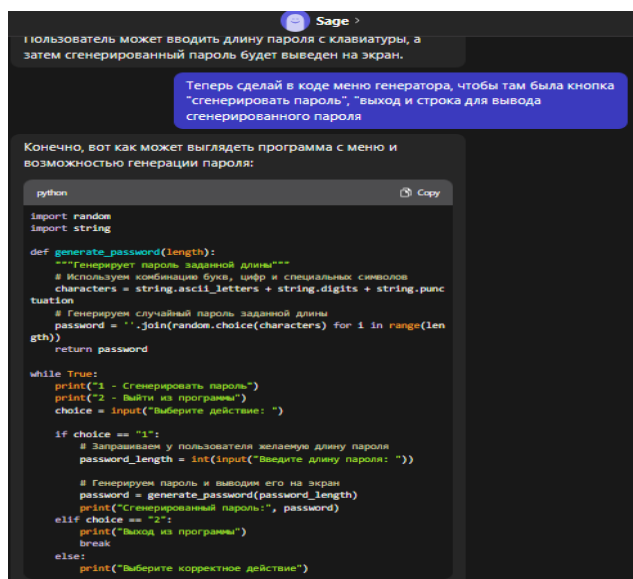 Sage >
Пользователь может вводить длину пароля с клавиатуры, а
затем сгенерированный пароль будет выведен на экран.
Теперь сделай в коде меню генератора, чтобы там была кнопка
"сгенерировать пароль", "выход и строка для вывода
сгенерированного пароля
Конечно, вот как может выглядеть программа с меню и
возможностью генерации пароля:
python Copy
import random
import string
def generate_password(length):
"""Генерирует пароль заданной длины"""
# Используем комбинацию букв, цифр и специальных символов
characters = string.ascii_letters + string.digits + string.punc
tuation
# Генерируем случайный пароль заданной длины
password = ''.join(random.choice(characters) for i in range(len
gth))
return password
while True:
print("1 - Сгенерировать пароль")
print("2 - Выйти из программы")
choice = input("Выберите действие: ")
if choice == "1":
# Запрашиваем у пользователя желаемую длину пароля
password_length = int(input("Введите длину пароля: "))
# Генерируем пароль и выводим его на экран
password = generate_password(password_length)
print("Сгенерированный пароль:", password)
elif choice == "2":
print("Выход из программы")
break
else:
print("Выберите корректное действие")